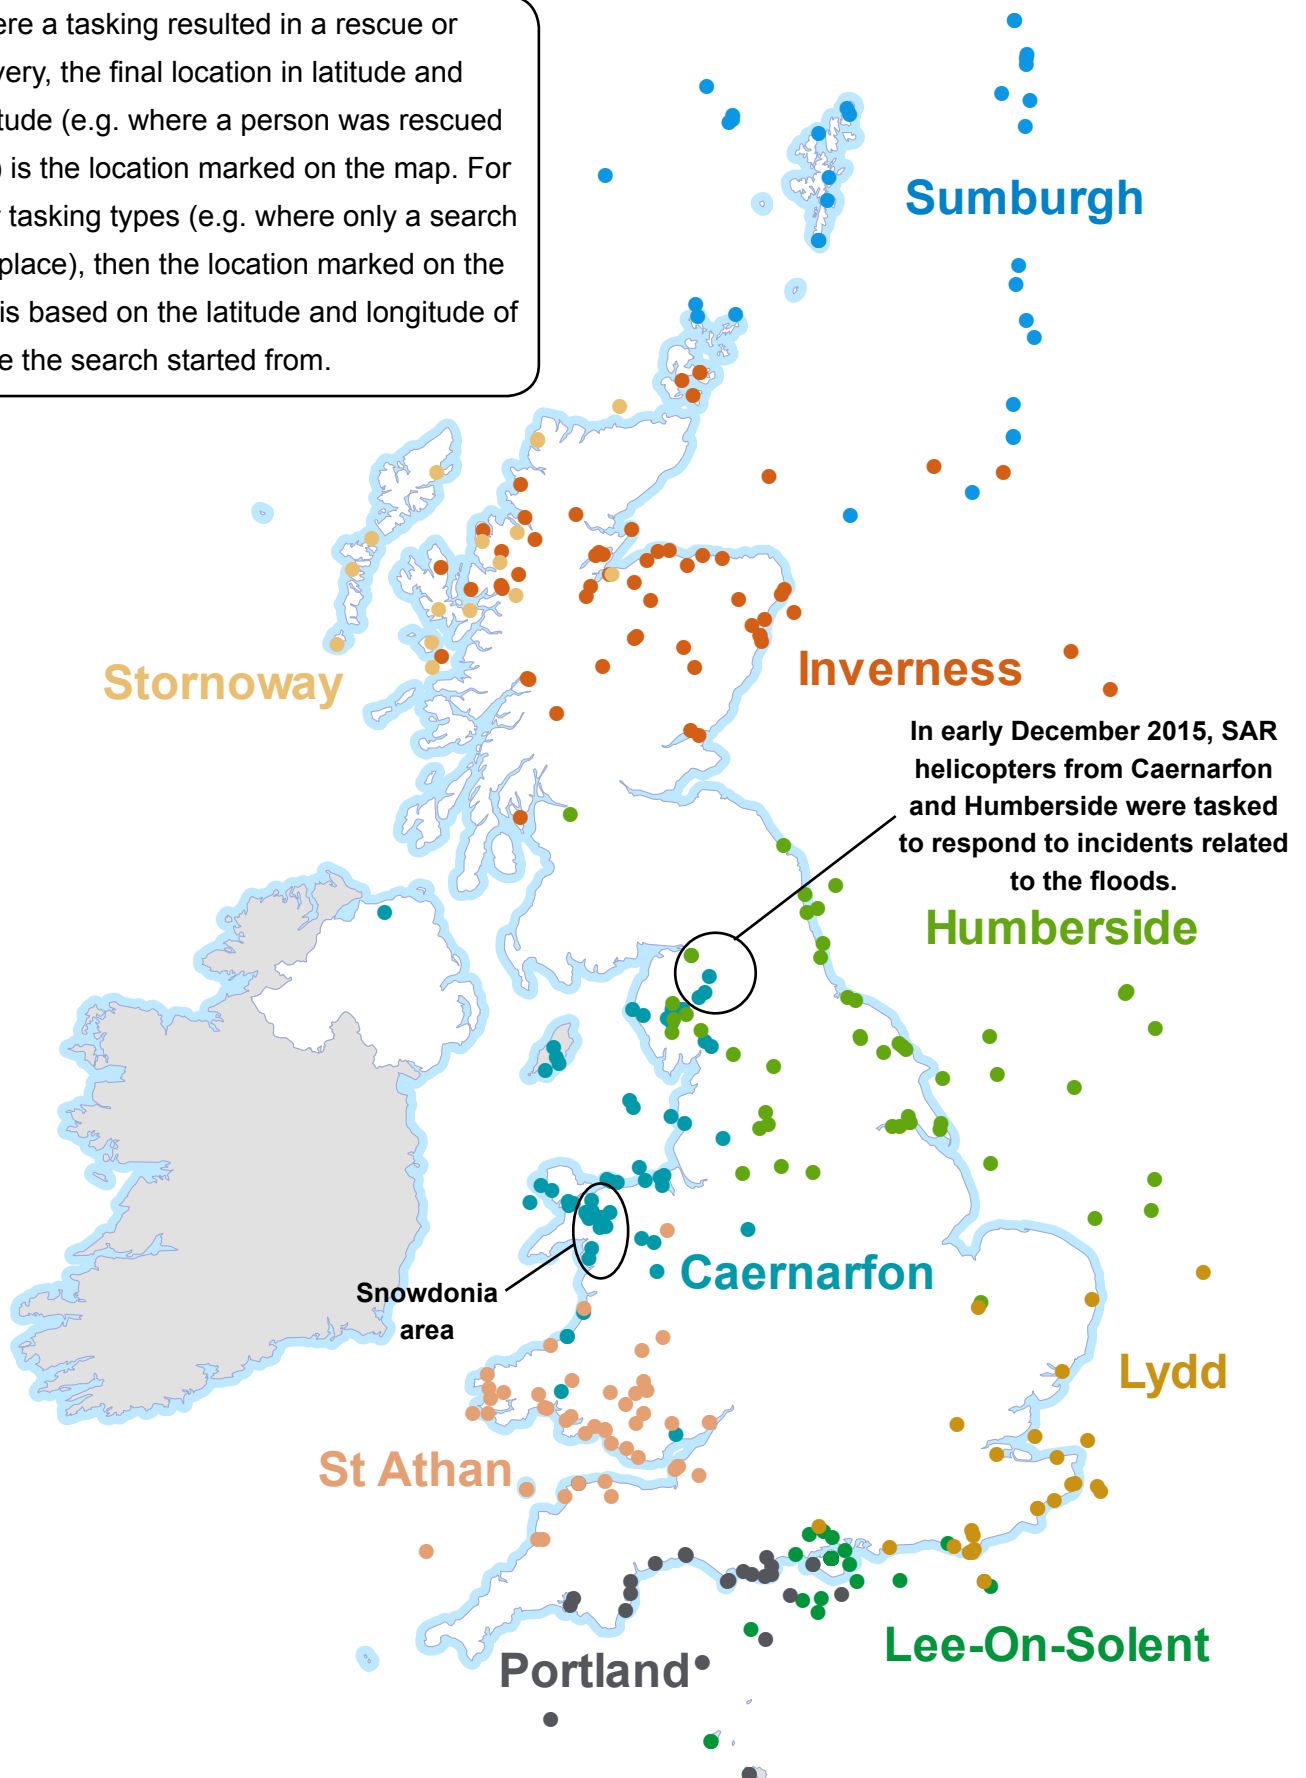 ere a tasking resulted in a rescue or
very, the final location in latitude and
tude (e.g. where a person was rescued
) is the location marked on the map. For
r tasking types (e.g. where only a search
place), then the location marked on the
is based on the latitude and longitude of
e the search started from.
Sumburgh
Stornoway
Inverness
In early December 2015, SAR
helicopters from Caernarfon
and Humberside were tasked
to respond to incidents related
to the floods.
Humberside
Caernarfon
Snowdonia
area
Lydd
St Athan
Lee-On-Solent
Portland